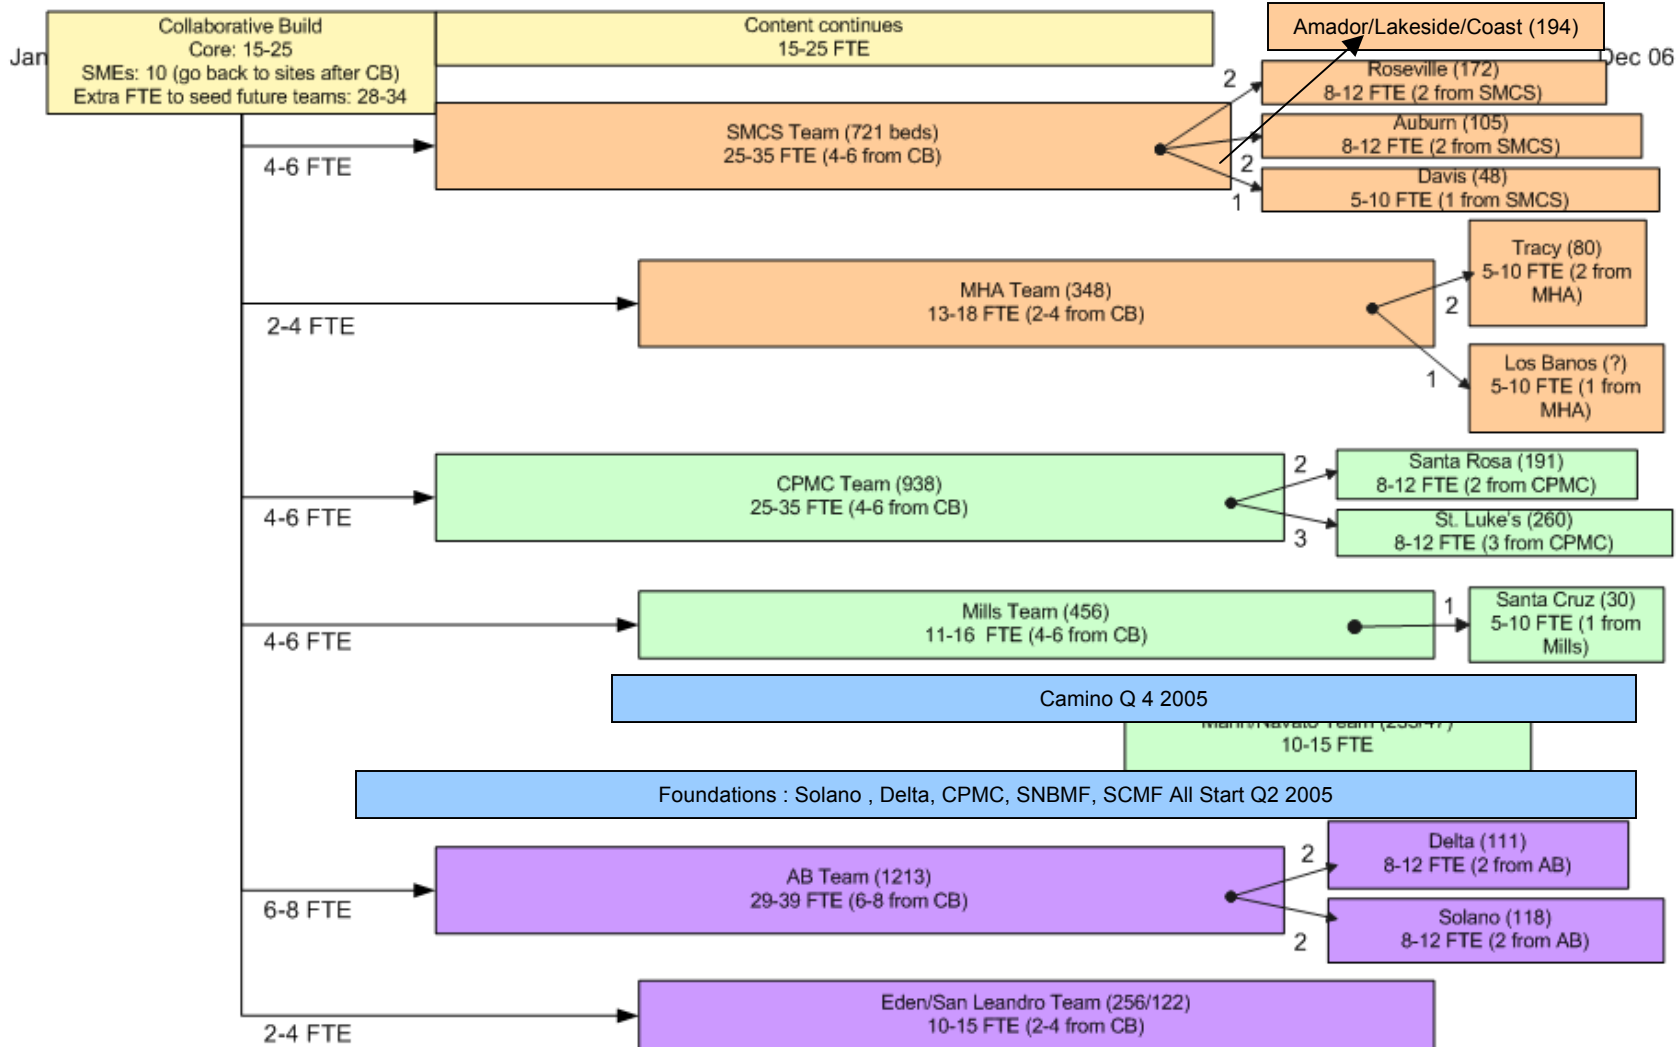 Jan
Collaborative Build
Core: 15-25
SMEs: 10 (go back to sites after CB)
Extra FTE to seed future teams: 28-34
Content continues
15-25 FTE
Amador/Lakeside/Coast (194)
Dec 06
4-6 FTE
SMCS Team (721 beds)
25-35 FTE (4-6 from CB)
2
2
1
Roseville (172)
8-12 FTE (2 from SMCS)
Auburn (105)
8-12 FTE (2 from SMCS)
Davis (48)
5-10 FTE (1 from SMCS)
2-4 FTE
MHA Team (348)
13-18 FTE (2-4 from CB)
2
1
Tracy (80)
5-10 FTE (2 from
MHA)
Los Banos (?)
5-10 FTE (1 from
MHA)
4-6 FTE
CPMC Team (938)
25-35 FTE (4-6 from CB)
2
3
Santa Rosa (191)
8-12 FTE (2 from CPMC)
St. Luke's (260)
8-12 FTE (3 from CPMC)
4-6 FTE
Mills Team (456)
11-16 FTE (4-6 from CB)
1
Santa Cruz (30)
5-10 FTE (1 from
Mills)
Camino Q 4 2005
Team
10-15 FTE
Foundations : Solano , Delta, CPMC, SNBMF, SCMF All Start Q2 2005
6-8 FTE
AB Team (1213)
29-39 FTE (6-8 from CB)
2
2
Delta (111)
8-12 FTE (2 from AB)
Solano (118)
8-12 FTE (2 from AB)
2-4 FTE
Eden/San Leandro Team (256/122)
10-15 FTE (2-4 from CB)